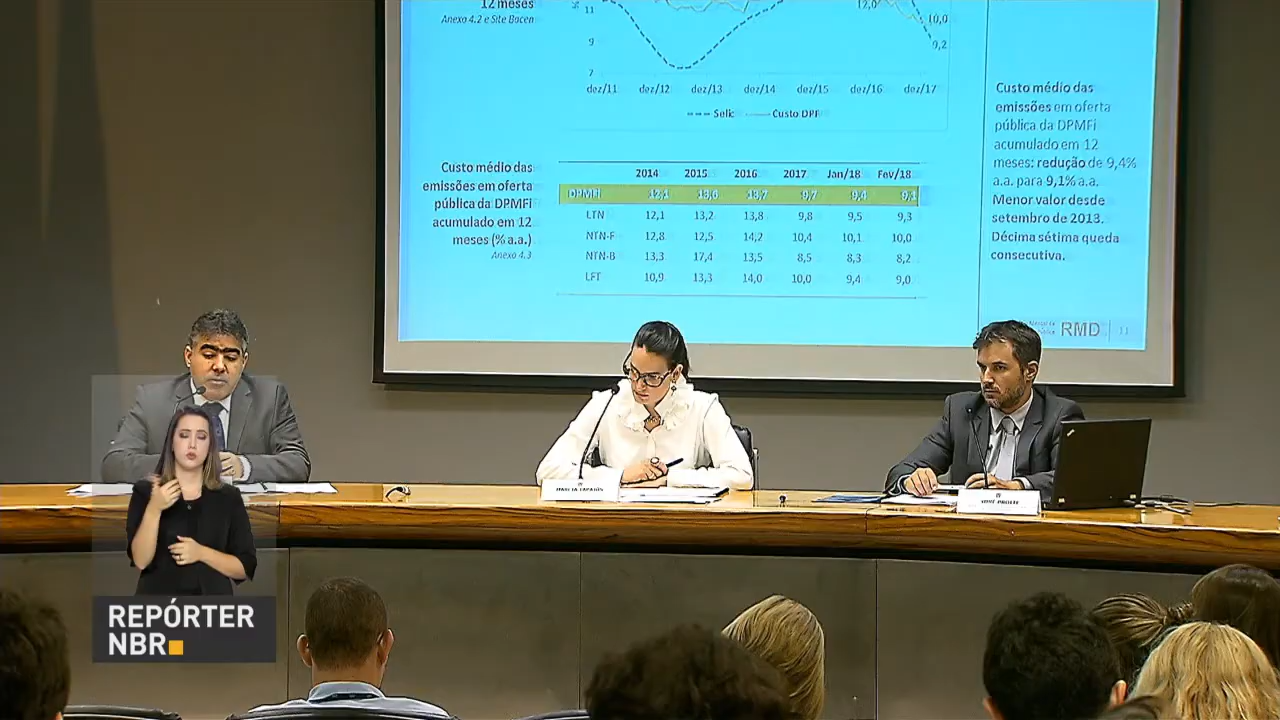 12 meses
Anexo 4.2 e Site Bacen
11
9
7
12,0
10,0
9,2
dez/11 dez/12 dez/13 dez/14 dez/15 dez/16 dez/17
Selic Custo DPF
Custo médio das
emissões em oferta
pública da DPMFi
acumulado em 12
meses (% a.a.)
Anexo 4.3
2014 2015 2016 2017 Jan/18 Fev/18
DPMFi 12,1 13,6 13,7 9,7 9,4 9,1
LTN 12,1 13,2 13,8 9,8 9,5 9,3
NTN-F 12,8 12,5 14,2 10,4 10,1 10,0
NTN-B 13,3 17,4 13,5 8,5 8,3 8,2
LFT 10,9 13,3 14,0 10,0 9,4 9,0
Custo médio das
emissões em oferta
pública da DPMFi
acumulado em 12
meses: redução de 9,4%
a.a. para 9,1% a.a.
Menor valor desde
setembro de 2013.
Décima sétima queda
consecutiva.
RMD 11
REPÓRTER
NBR